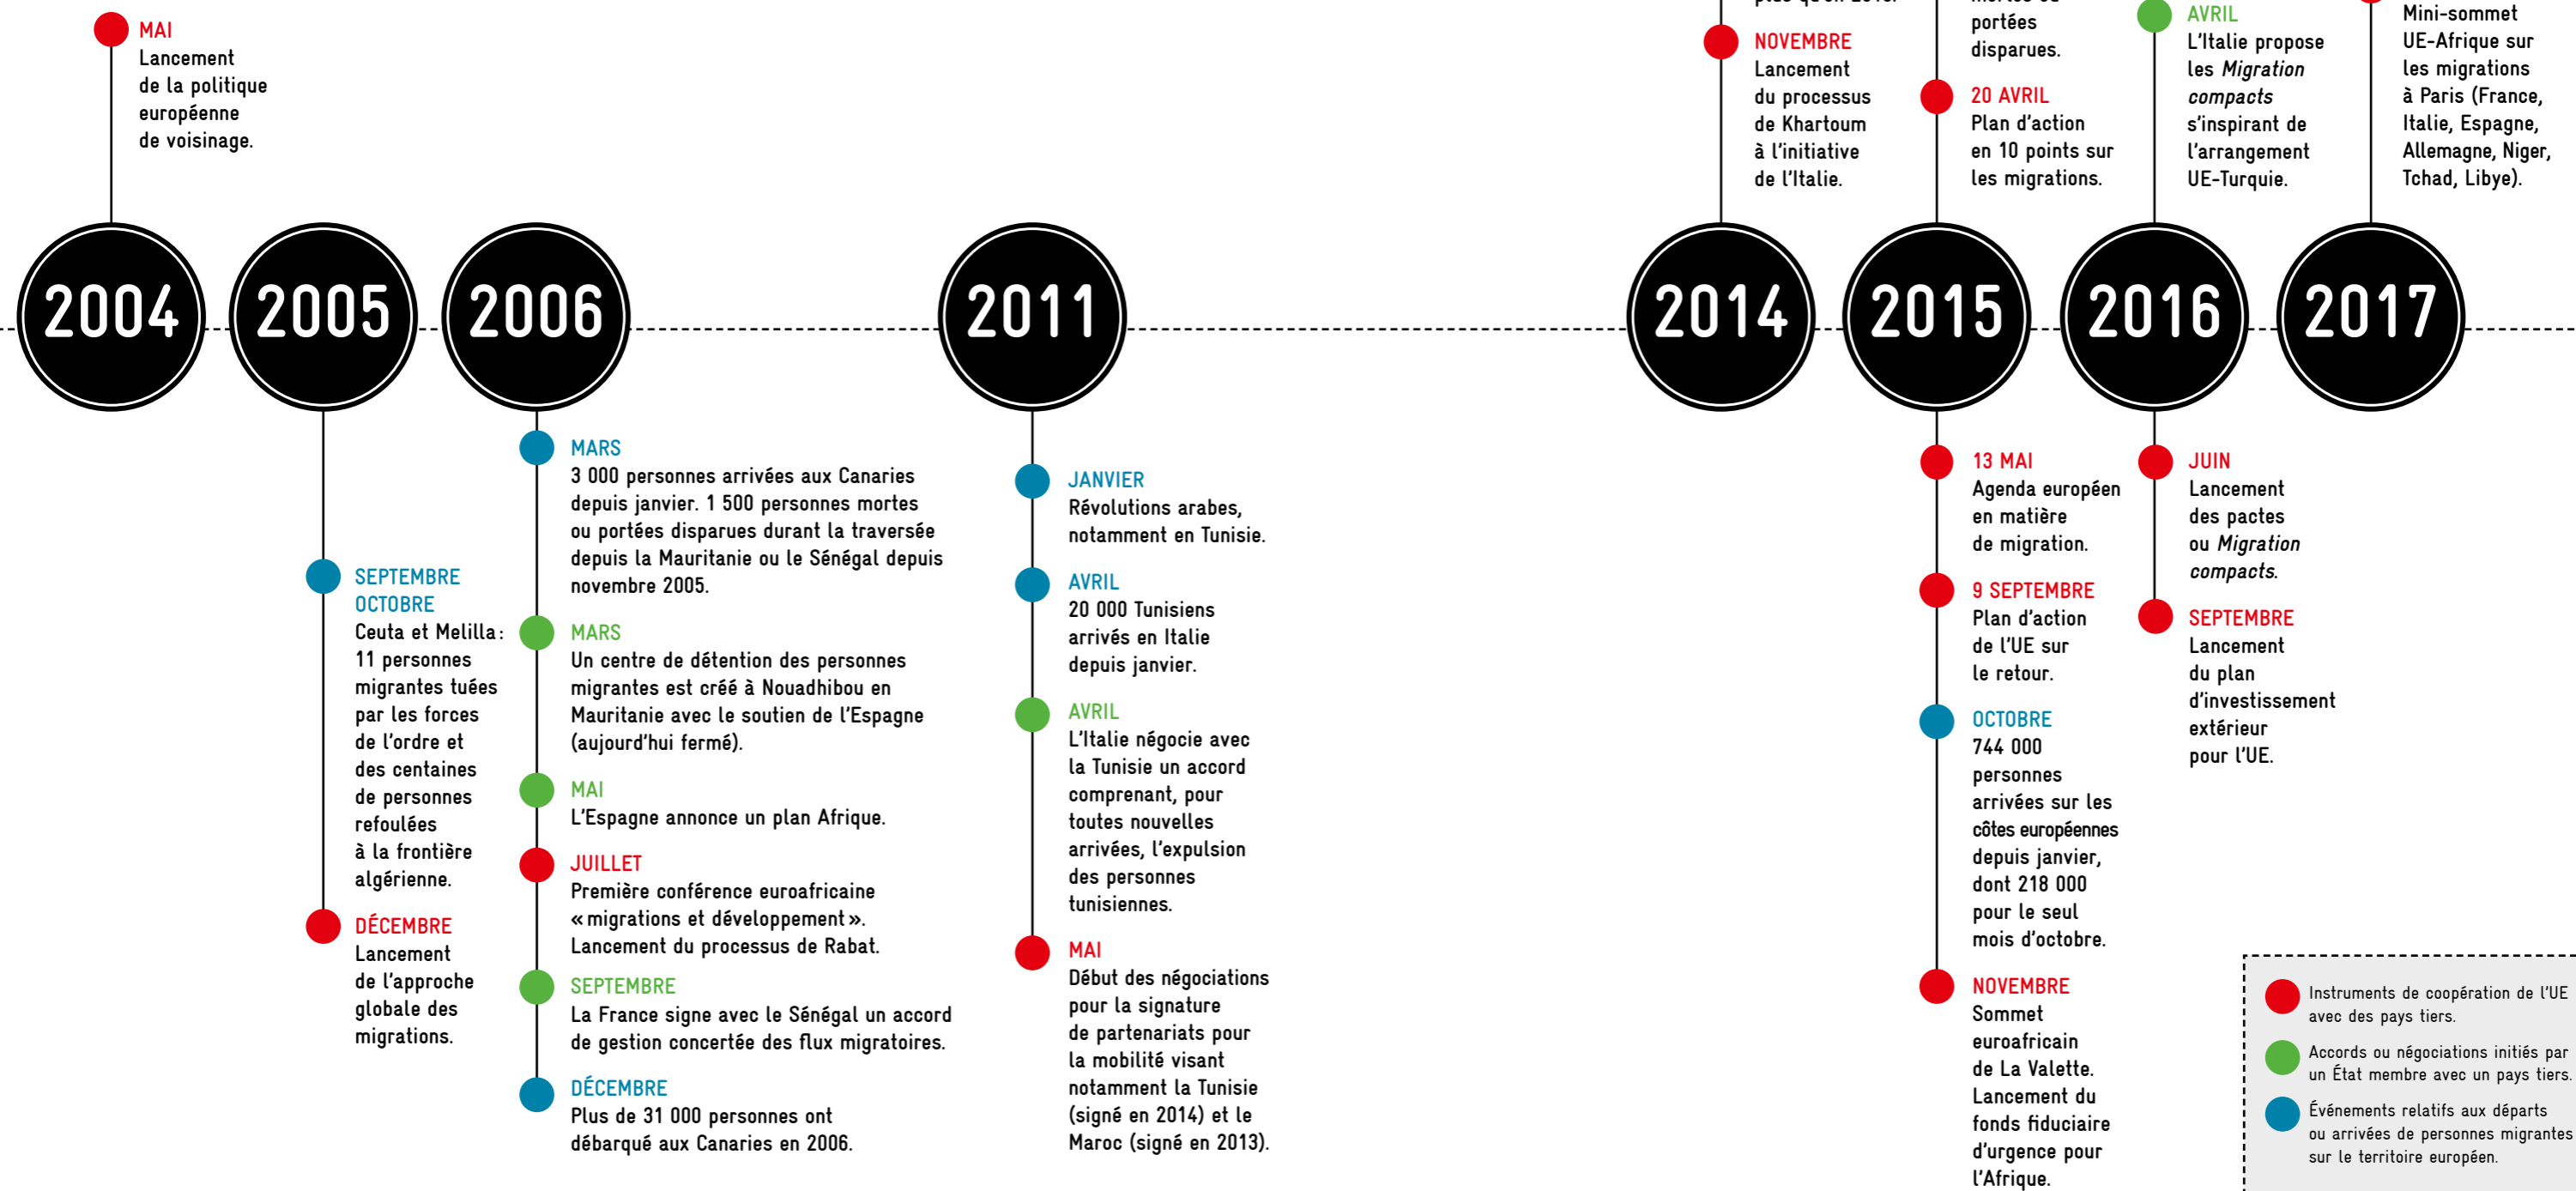 MAI
Lancement
de la politique
européenne
de voisinage.
NOVEMBRE
Lancement
du processus
de Khartoum
à l'initiative
de l'Italie.
portées
disparues.
20 AVRIL
Plan d'action
en 10 points sur
les migrations.
AVRIL
L'Italie propose
les Migration
compacts
s'inspirant de
l'arrangement
UE-Turquie.
Mini-sommet
UE-Afrique sur
les migrations
à Paris (France,
Italie, Espagne,
Allemagne, Niger,
Tchad, Libye).
2004
2005
2006
2011
2014
2015
2016
2017
SEPTEMBRE
OCTOBRE
Ceuta et Melilla :
11 personnes
migrantes tuées
par les forces
de l'ordre et
des centaines
de personnes
refoulées
à la frontière
algérienne.
DÉCEMBRE
Lancement
de l'approche
globale des
migrations.
MARS
3 000 personnes arrivées aux Canaries
depuis janvier. 1 500 personnes mortes
ou portées disparues durant la traversée
depuis la Mauritanie ou le Sénégal depuis
novembre 2005.
MARS
Un centre de détention des personnes
migrantes est créé à Nouadhibou en
Mauritanie avec le soutien de l'Espagne
(aujourd'hui fermé).
MAI
L'Espagne annonce un plan Afrique.
JUILLET
Première conférence euroafricaine
« migrations et développement ».
Lancement du processus de Rabat.
SEPTEMBRE
La France signe avec le Sénégal un accord
de gestion concertée des flux migratoires.
DÉCEMBRE
Plus de 31 000 personnes ont
débarqué aux Canaries en 2006.
JANVIER
Révolutions arabes,
notamment en Tunisie.
AVRIL
20 000 Tunisiens
arrivés en Italie
depuis janvier.
AVRIL
L'Italie négocie avec
la Tunisie un accord
comprenant, pour
toutes nouvelles
arrivées, l'expulsion
des personnes
tunisiennes.
MAI
Début des négociations
pour la signature
de partenariats pour
la mobilité visant
notamment la Tunisie
(signé en 2014) et le
Maroc (signé en 2013).
13 MAI
Agenda européen
en matière
de migration.
9 SEPTEMBRE
Plan d'action
de l'UE sur
le retour.
OCTOBRE
744 000
personnes
arrivées sur les
côtes européennes
depuis janvier,
dont 218 000
pour le seul
mois d'octobre.
NOVEMBRE
Sommet
euroafricain
de La Valette.
Lancement du
fonds fiduciaire
d'urgence pour
l'Afrique.
JUIN
Lancement
des pactes
ou Migration
compacts.
SEPTEMBRE
Lancement
du plan
d'investissement
extérieur
pour l'UE.
Instruments de coopération de l'UE
avec des pays tiers.
Accords ou négociations initiés par
un État membre avec un pays tiers.
Événements relatifs aux départs
ou arrivées de personnes migrantes
sur le territoire européen.